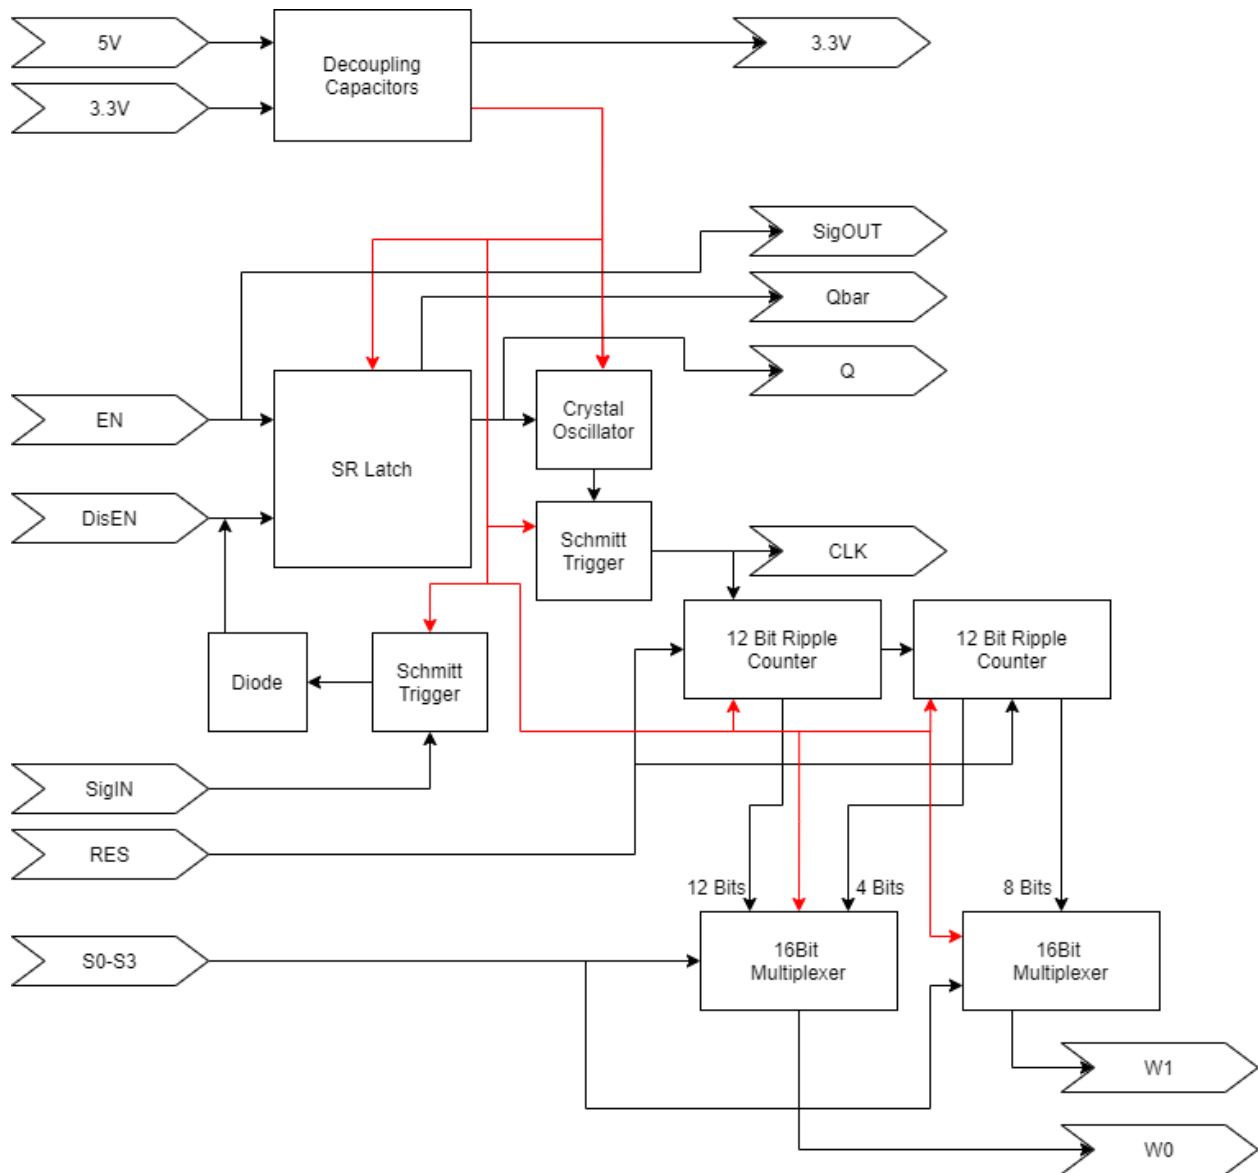 5V
Decoupling
Capacitors
3.3V
3.3V
SigOUT
Qbar
Q
EN
SR Latch
Crystal
Oscillator
DisEN
Schmitt
Trigger
CLK
12 Bit Ripple
Counter
12 Bit Ripple
Counter
Diode
Schmitt
Trigger
SigIN
RES
12 Bits
4 Bits
8 Bits
S0-S3
16Bit
Multiplexer
16Bit
Multiplexer
W1
W0